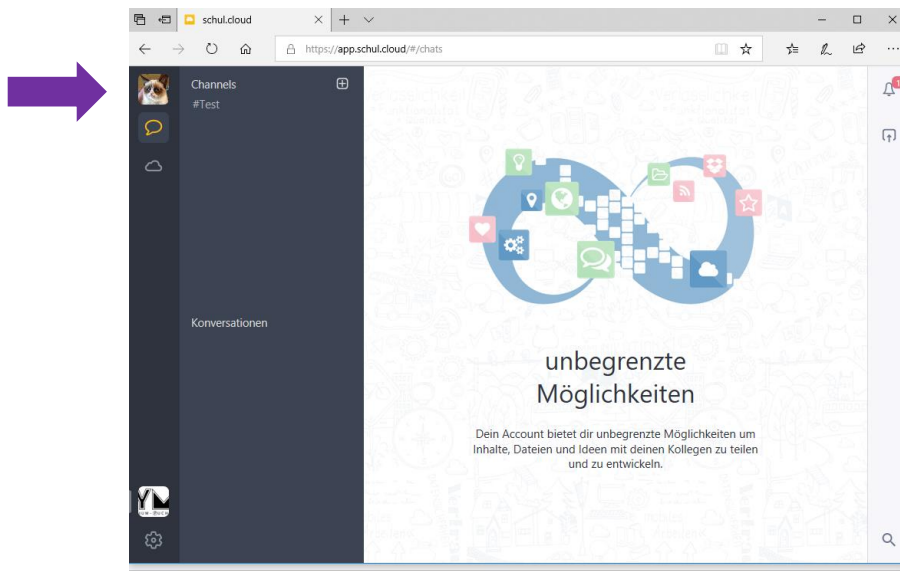 schul.cloud
https://app.schul.cloud/#/chats
Channels
#Test
Konversationen
unbegrenzte
Möglichkeiten
Dein Account bietet dir unbegrenzte Möglichkeiten um
Inhalte, Dateien und Ideen mit deinen Kollegen zu teilen
und zu entwickeln.